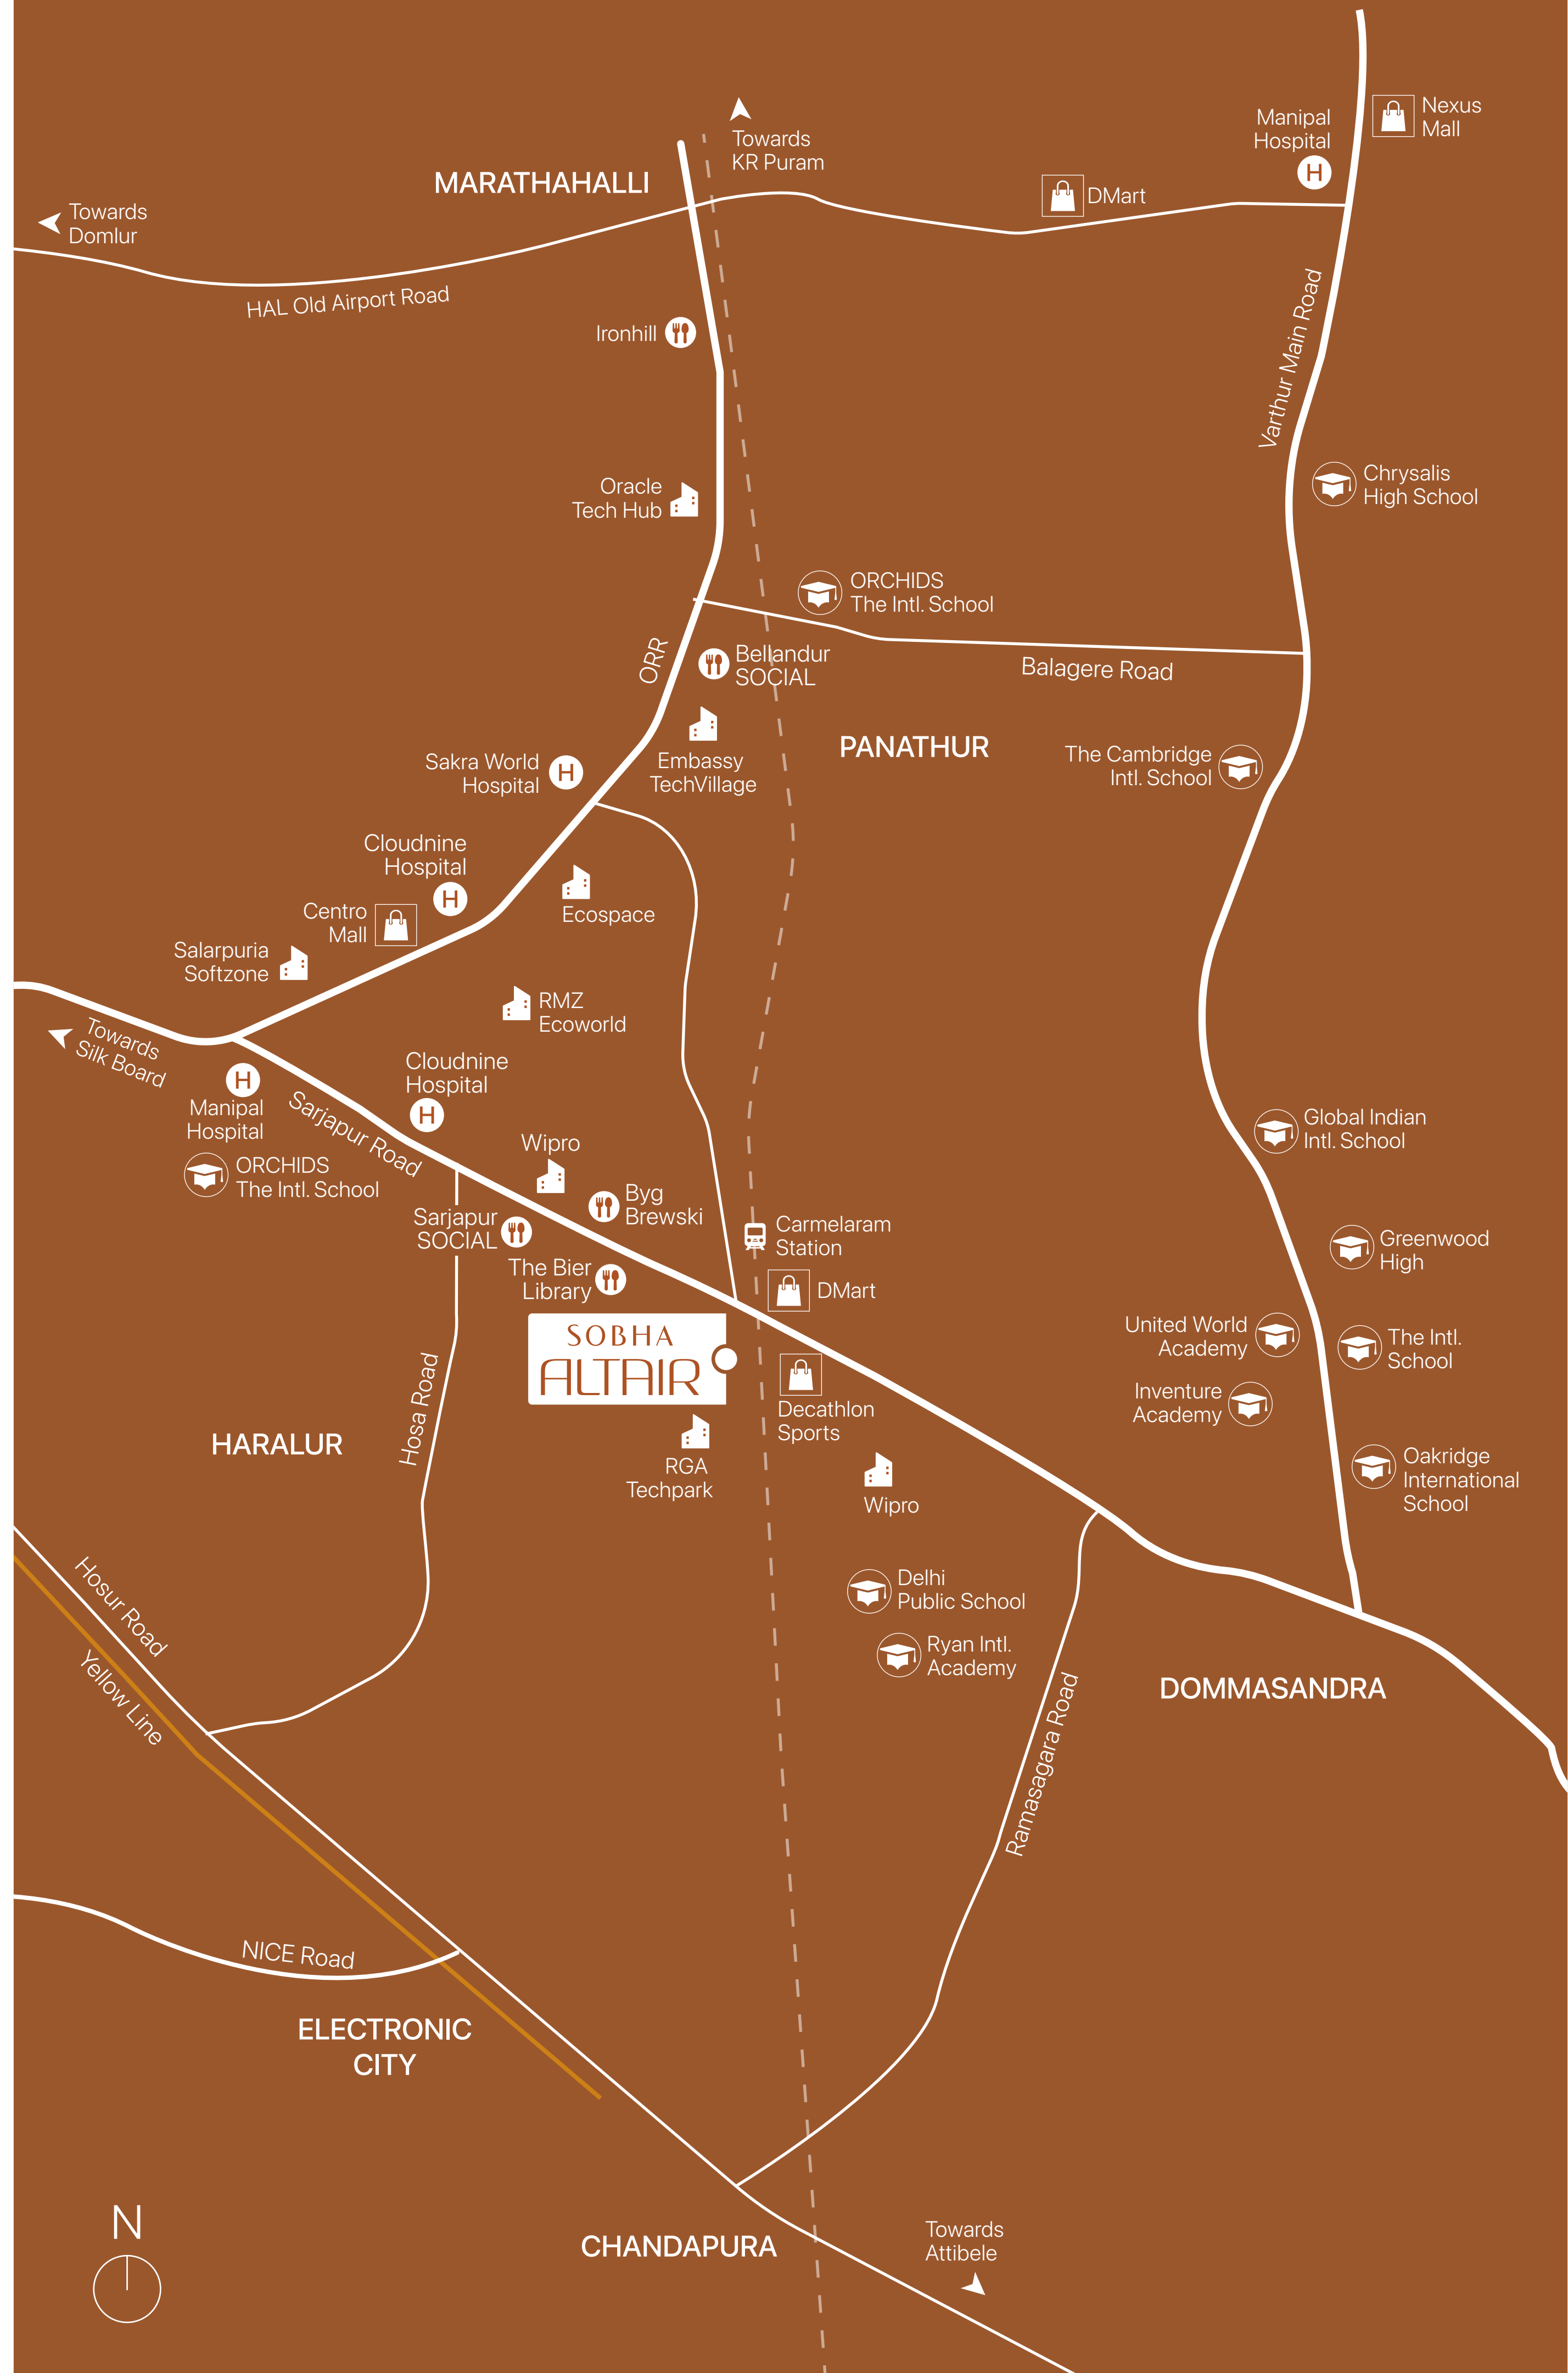 Nexus
Mall
Manipal
Hospital
H
Towards
KR Puram
MARATHAHALLI
DMart
Towards
Domlur
HAL Old Airport Road
Ironhill
Varthur Main Road
Chrysalis
High School
Oracle
Tech Hub
ORCHIDS
The Intl. School
ORR
Bellandur
SOCIAL
Balagere Road
PANATHUR
Embassy
TechVillage
Sakra World
Hospital
H
The Cambridge
Intl. School
Cloudnine
Hospital
H
Centro
Mall
Ecospace
Salarpuria
Softzone
RMZ
Ecoworld
Towards
Silk Board
H
Manipal
Hospital
Sarjapur Road
Cloudnine
Hospital
H
ORCHIDS
The Intl. School
Wipro
Global Indian
Intl. School
Sarjapur
SOCIAL
Byg
Brewski
Carmelaram
Station
Greenwood
High
The Bier
Library
DMart
SOBHA
ALTAIR
United World
Academy
The Intl.
School
Decathlon
Sports
Inventure
Academy
Hosa Road
HARALUR
RGA
Techpark
Wipro
Oakridge
International
School
Hosur Road
Yellow Line
Delhi
Public School
Ryan Intl.
Academy
DOMMASANDRA
Ramasagara Road
NICE Road
ELECTRONIC
CITY
N
CHANDAPURA
Towards
Attibele